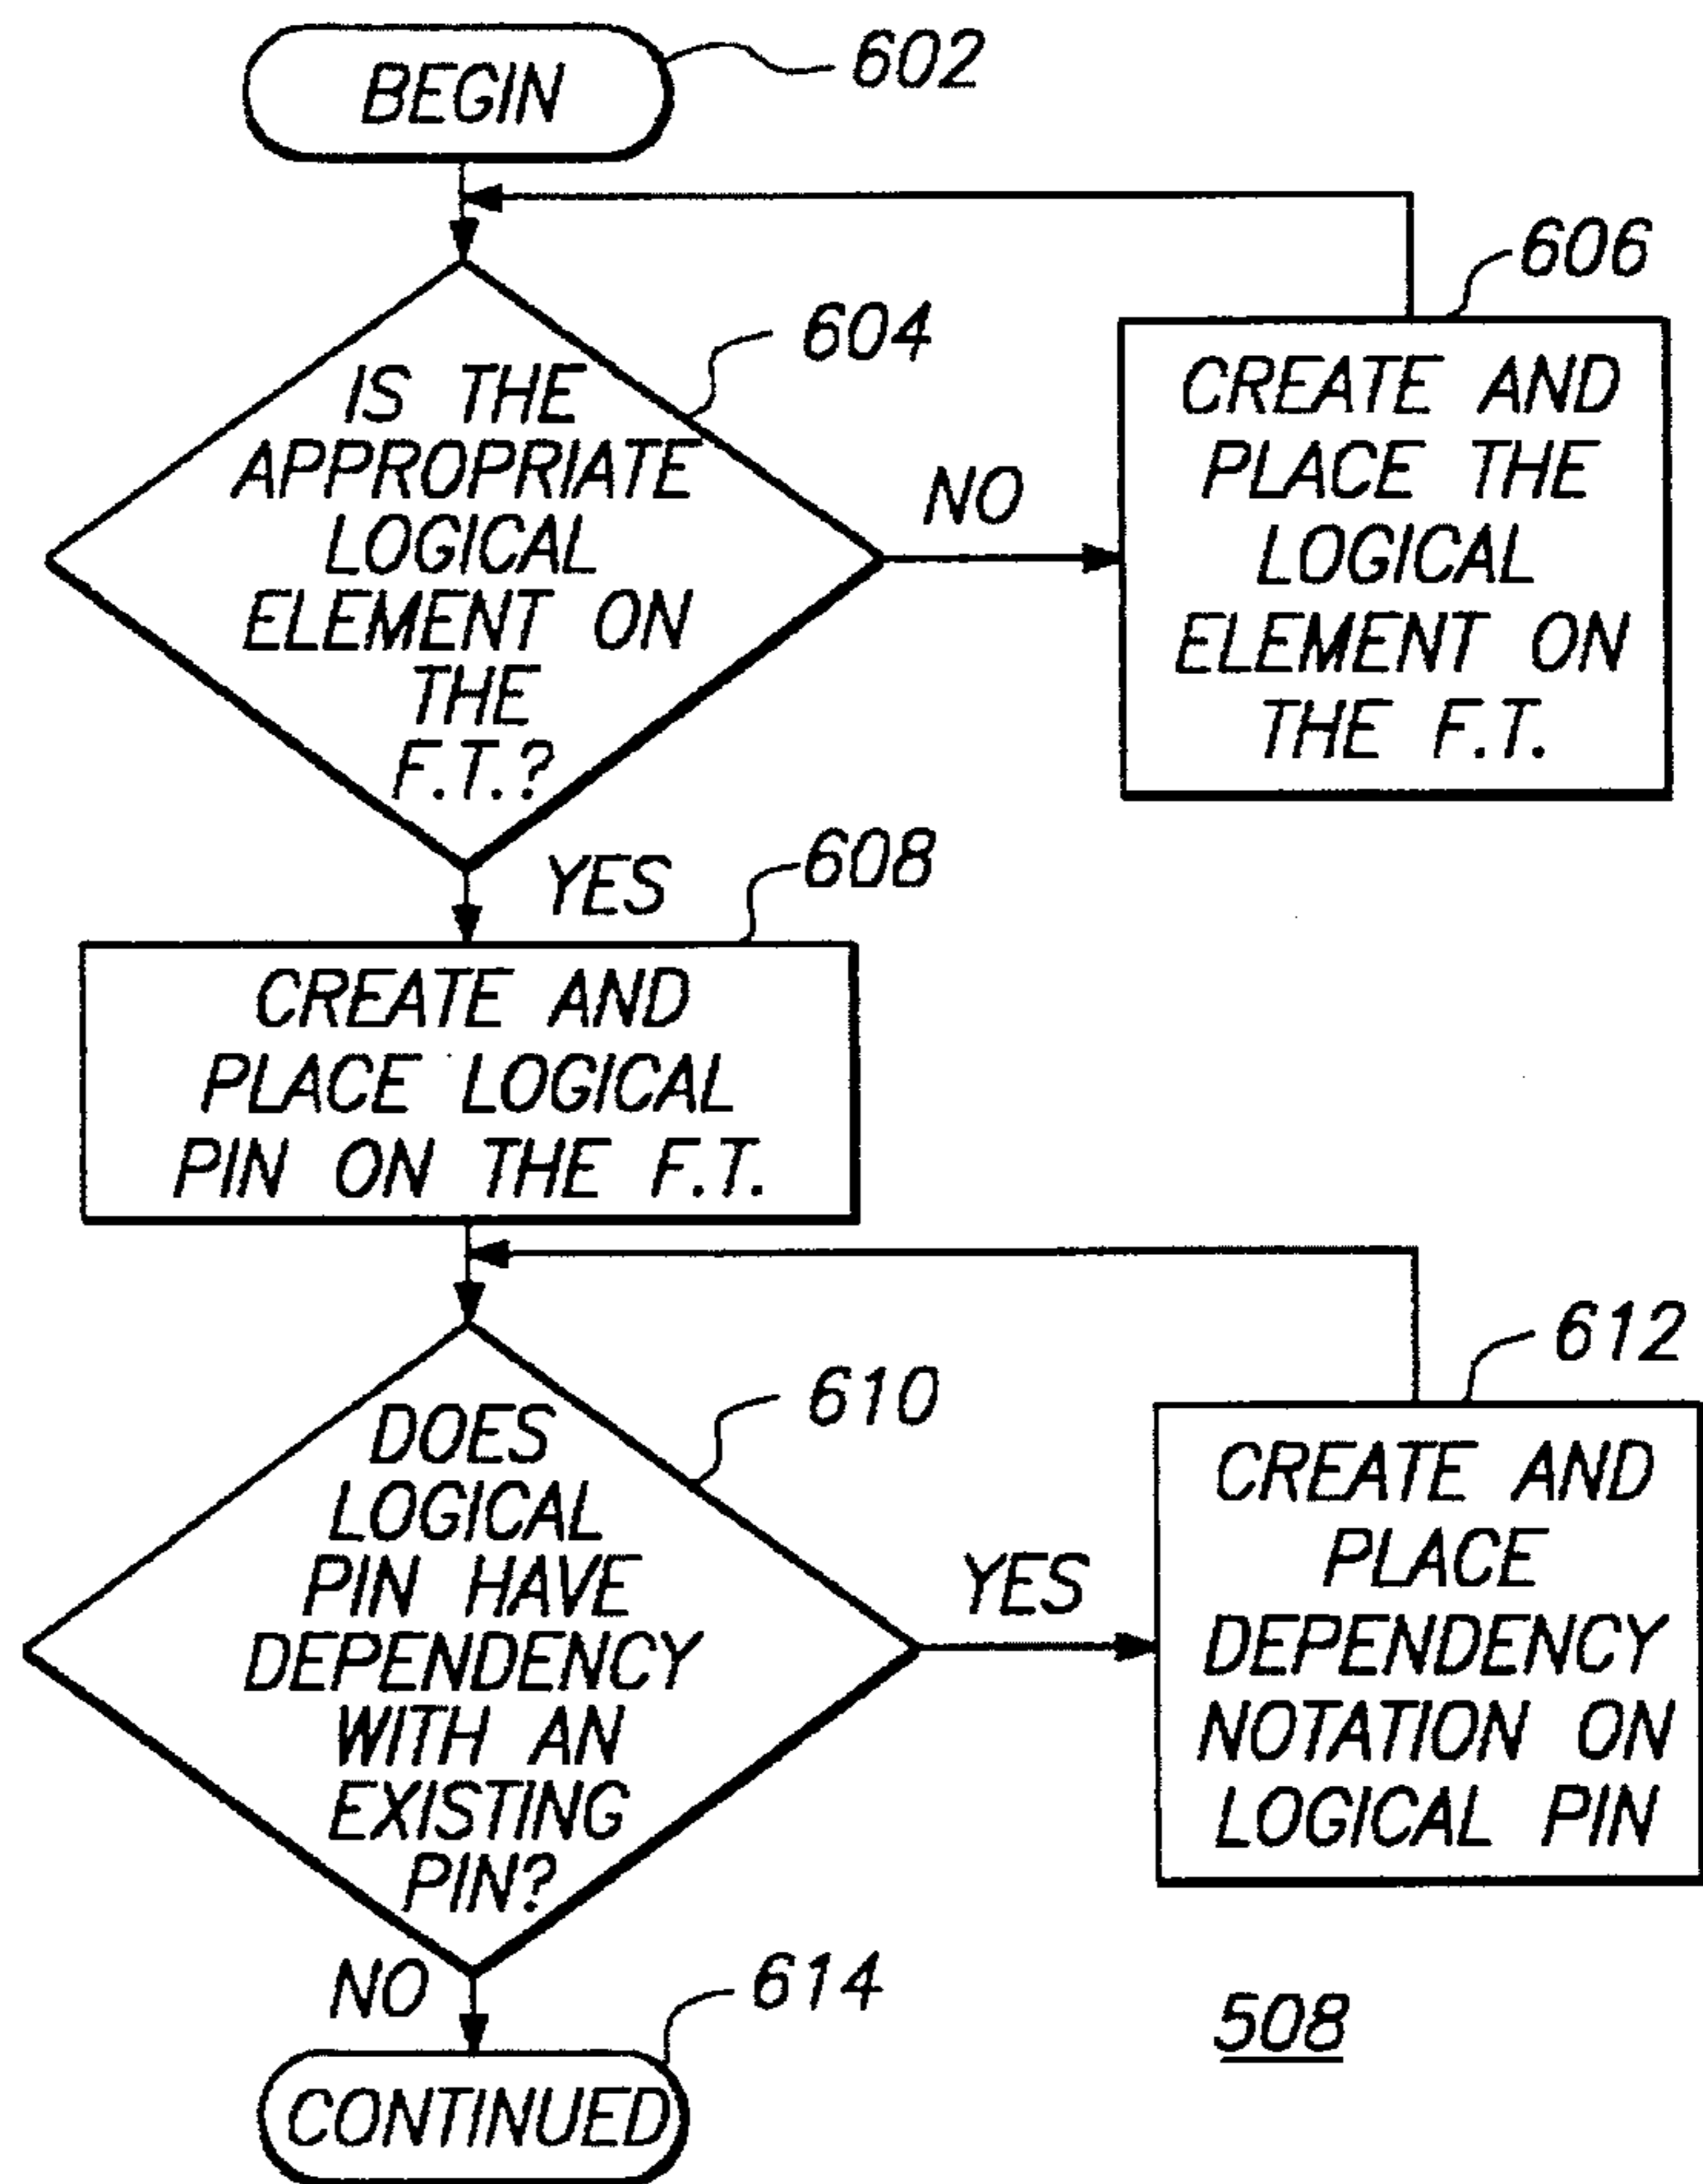 BEGIN
602
606
604
IS THE
APPROPRIATE
LOGICAL
ELEMENT ON
THE
F.T.?
NO
CREATE AND
PLACE THE
LOGICAL
ELEMENT ON
THE F.T.
YES
608
CREATE AND
PLACE LOGICAL
PIN ON THE F.T.
612
610
DOES
LOGICAL
PIN HAVE
DEPENDENCY
WITH AN
EXISTING
PIN?
YES
CREATE AND
PLACE
DEPENDENCY
NOTATION ON
LOGICAL PIN
NO
614
CONTINUED
508